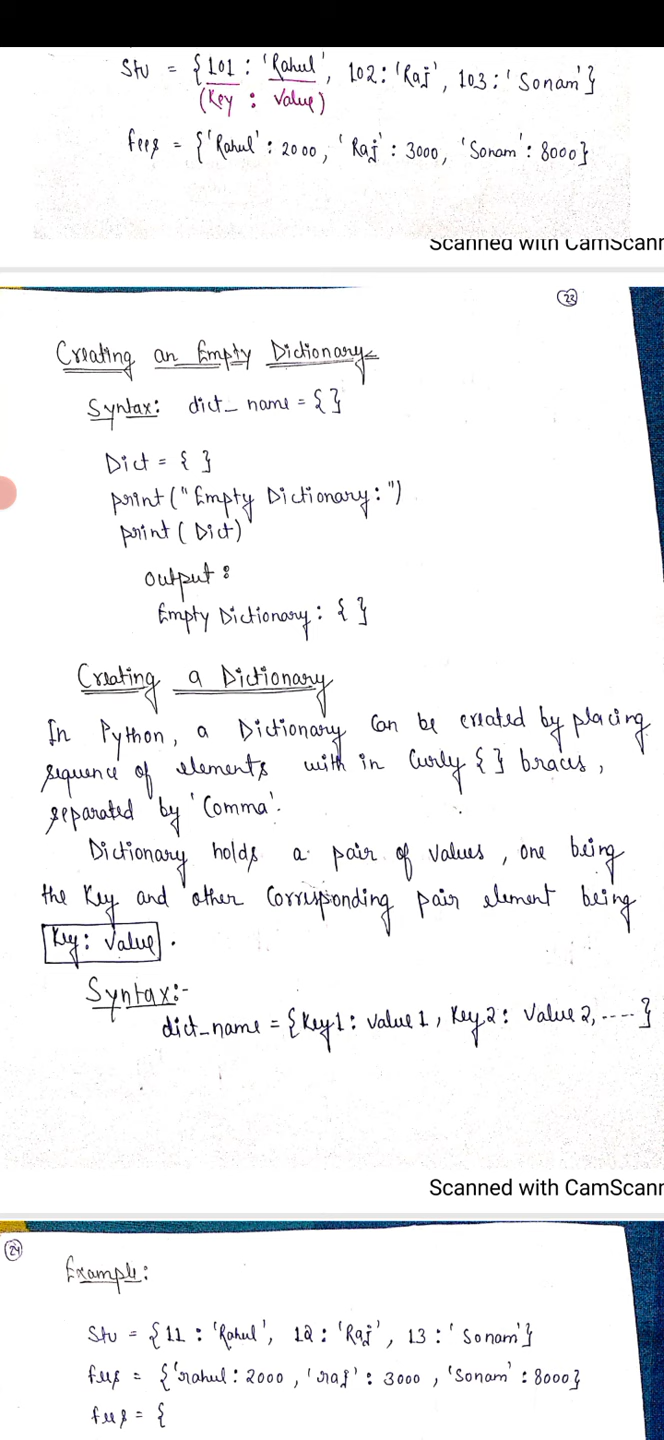 Stu = {101 : 'Rahul', 102: 'Raj', 103: 'Sonam'}
(Key : Value)
fees = {'Rahul': 2000, 'Raj': 3000, 'Sonam': 8000}
Scanned with CamScann
23
Creating an Empty Dictionary
Syntax: dict_name = {}
Dict = { }
print("Empty Dictionary:")
print(Dict)
output:
Empty Dictionary: { }
Creating a Dictionary
In Python, a Dictionary can be created by placing
sequence of elements with in Curly { } braces,
separated by 'Comma'.
Dictionary holds a pair of values, one being
the Key and other Corresponding pair element being
Key: Value.
Syntax:-
dict_name = {Key1: value1, Key2: Value2, ....}
Scanned with CamScann
24
Example:
Stu = {11 : 'Rahul', 12 : 'Raj', 13 : 'Sonam'}
fees = {'rahul: 2000, 'raj' : 3000, 'Sonam' : 8000}
fees = {